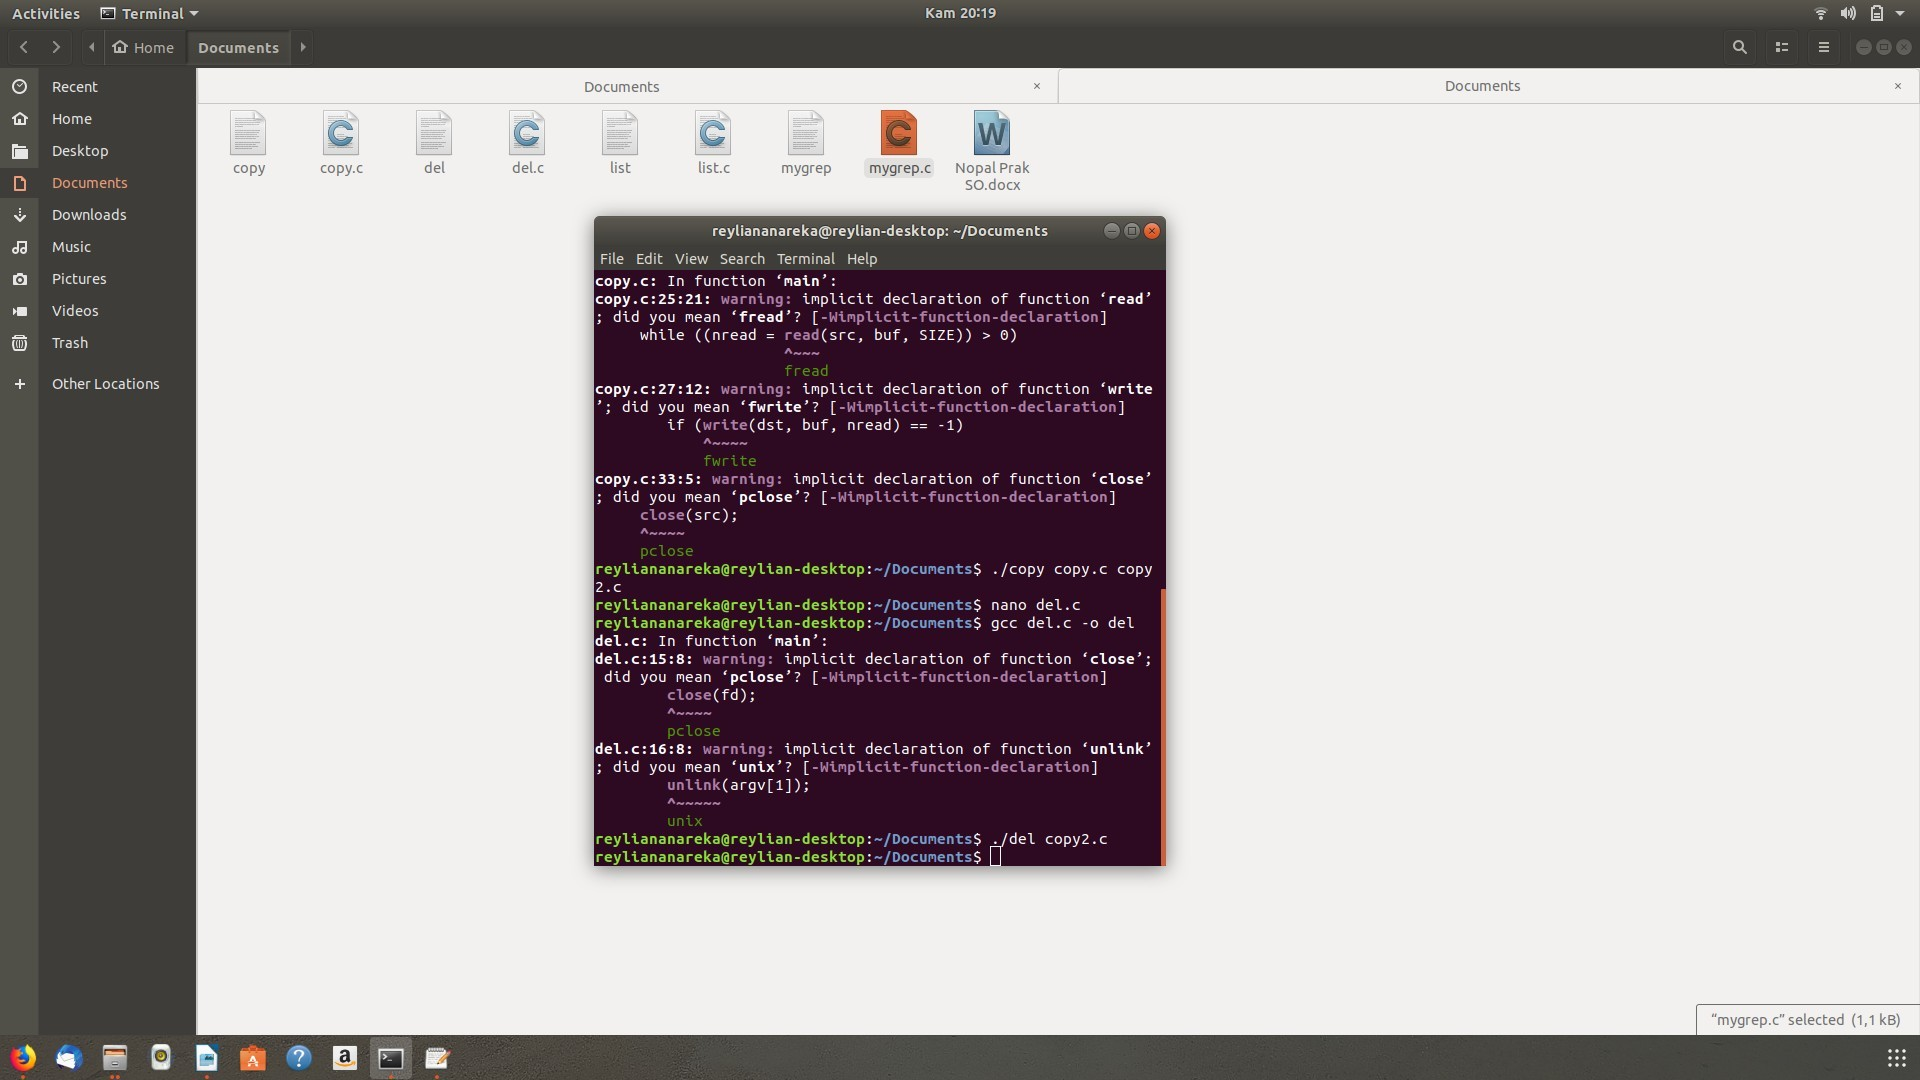 Activities
Terminal
Kam 20:19
Home
Documents
Recent
Home
Desktop
Documents
Downloads
Music
Pictures
Videos
Trash
+ Other Locations
Documents ×
Documents ×
copy
copy.c
del
del.c
list
list.c
mygrep
mygrep.c
Nopal Prak
SO.docx
reyliananareka@reylian-desktop: ~/Documents
File Edit View Search Terminal Help
copy.c: In function ‘main’:
copy.c:25:21: warning: implicit declaration of function ‘read’
; did you mean ‘fread’? [-Wimplicit-function-declaration]
while ((nread = read(src, buf, SIZE)) > 0)
^~~~
fread
copy.c:27:12: warning: implicit declaration of function ‘write
’; did you mean ‘fwrite’? [-Wimplicit-function-declaration]
if (write(dst, buf, nread) == -1)
^~~~~
fwrite
copy.c:33:5: warning: implicit declaration of function ‘close’
; did you mean ‘pclose’? [-Wimplicit-function-declaration]
close(src);
^~~~~
pclose
reyliananareka@reylian-desktop:~/Documents$ ./copy copy.c copy
2.c
reyliananareka@reylian-desktop:~/Documents$ nano del.c
reyliananareka@reylian-desktop:~/Documents$ gcc del.c -o del
del.c: In function ‘main’:
del.c:15:8: warning: implicit declaration of function ‘close’;
did you mean ‘pclose’? [-Wimplicit-function-declaration]
close(fd);
^~~~~
pclose
del.c:16:8: warning: implicit declaration of function ‘unlink’
; did you mean ‘unix’? [-Wimplicit-function-declaration]
unlink(argv[1]);
^~~~~~
unix
reyliananareka@reylian-desktop:~/Documents$ ./del copy2.c
reyliananareka@reylian-desktop:~/Documents$
“mygrep.c” selected (1,1 kB)